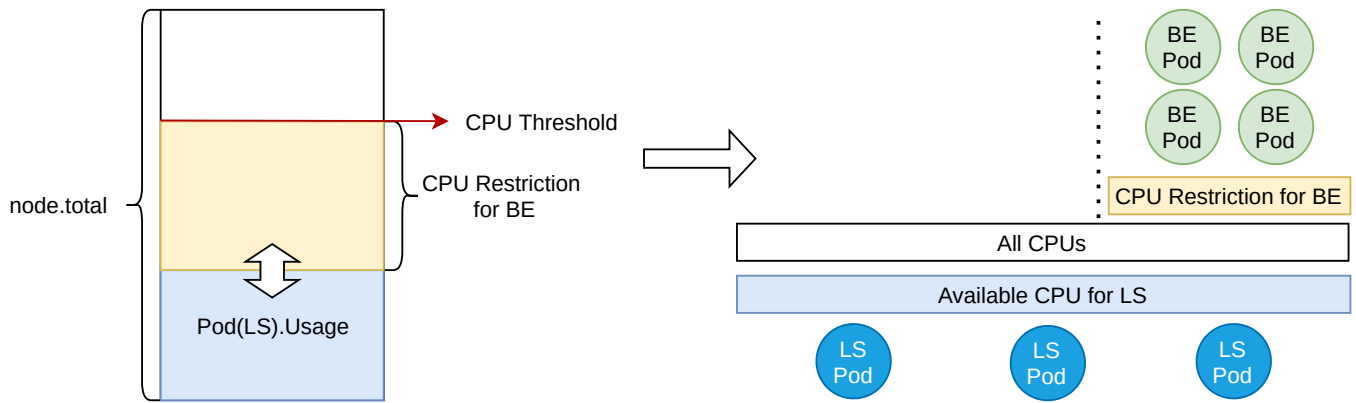 node.total
CPU Threshold
CPU Restriction
for BE
Pod(LS).Usage
BE
Pod
BE
Pod
BE
Pod
BE
Pod
CPU Restriction for BE
All CPUs
Available CPU for LS
LS
Pod
LS
Pod
LS
Pod